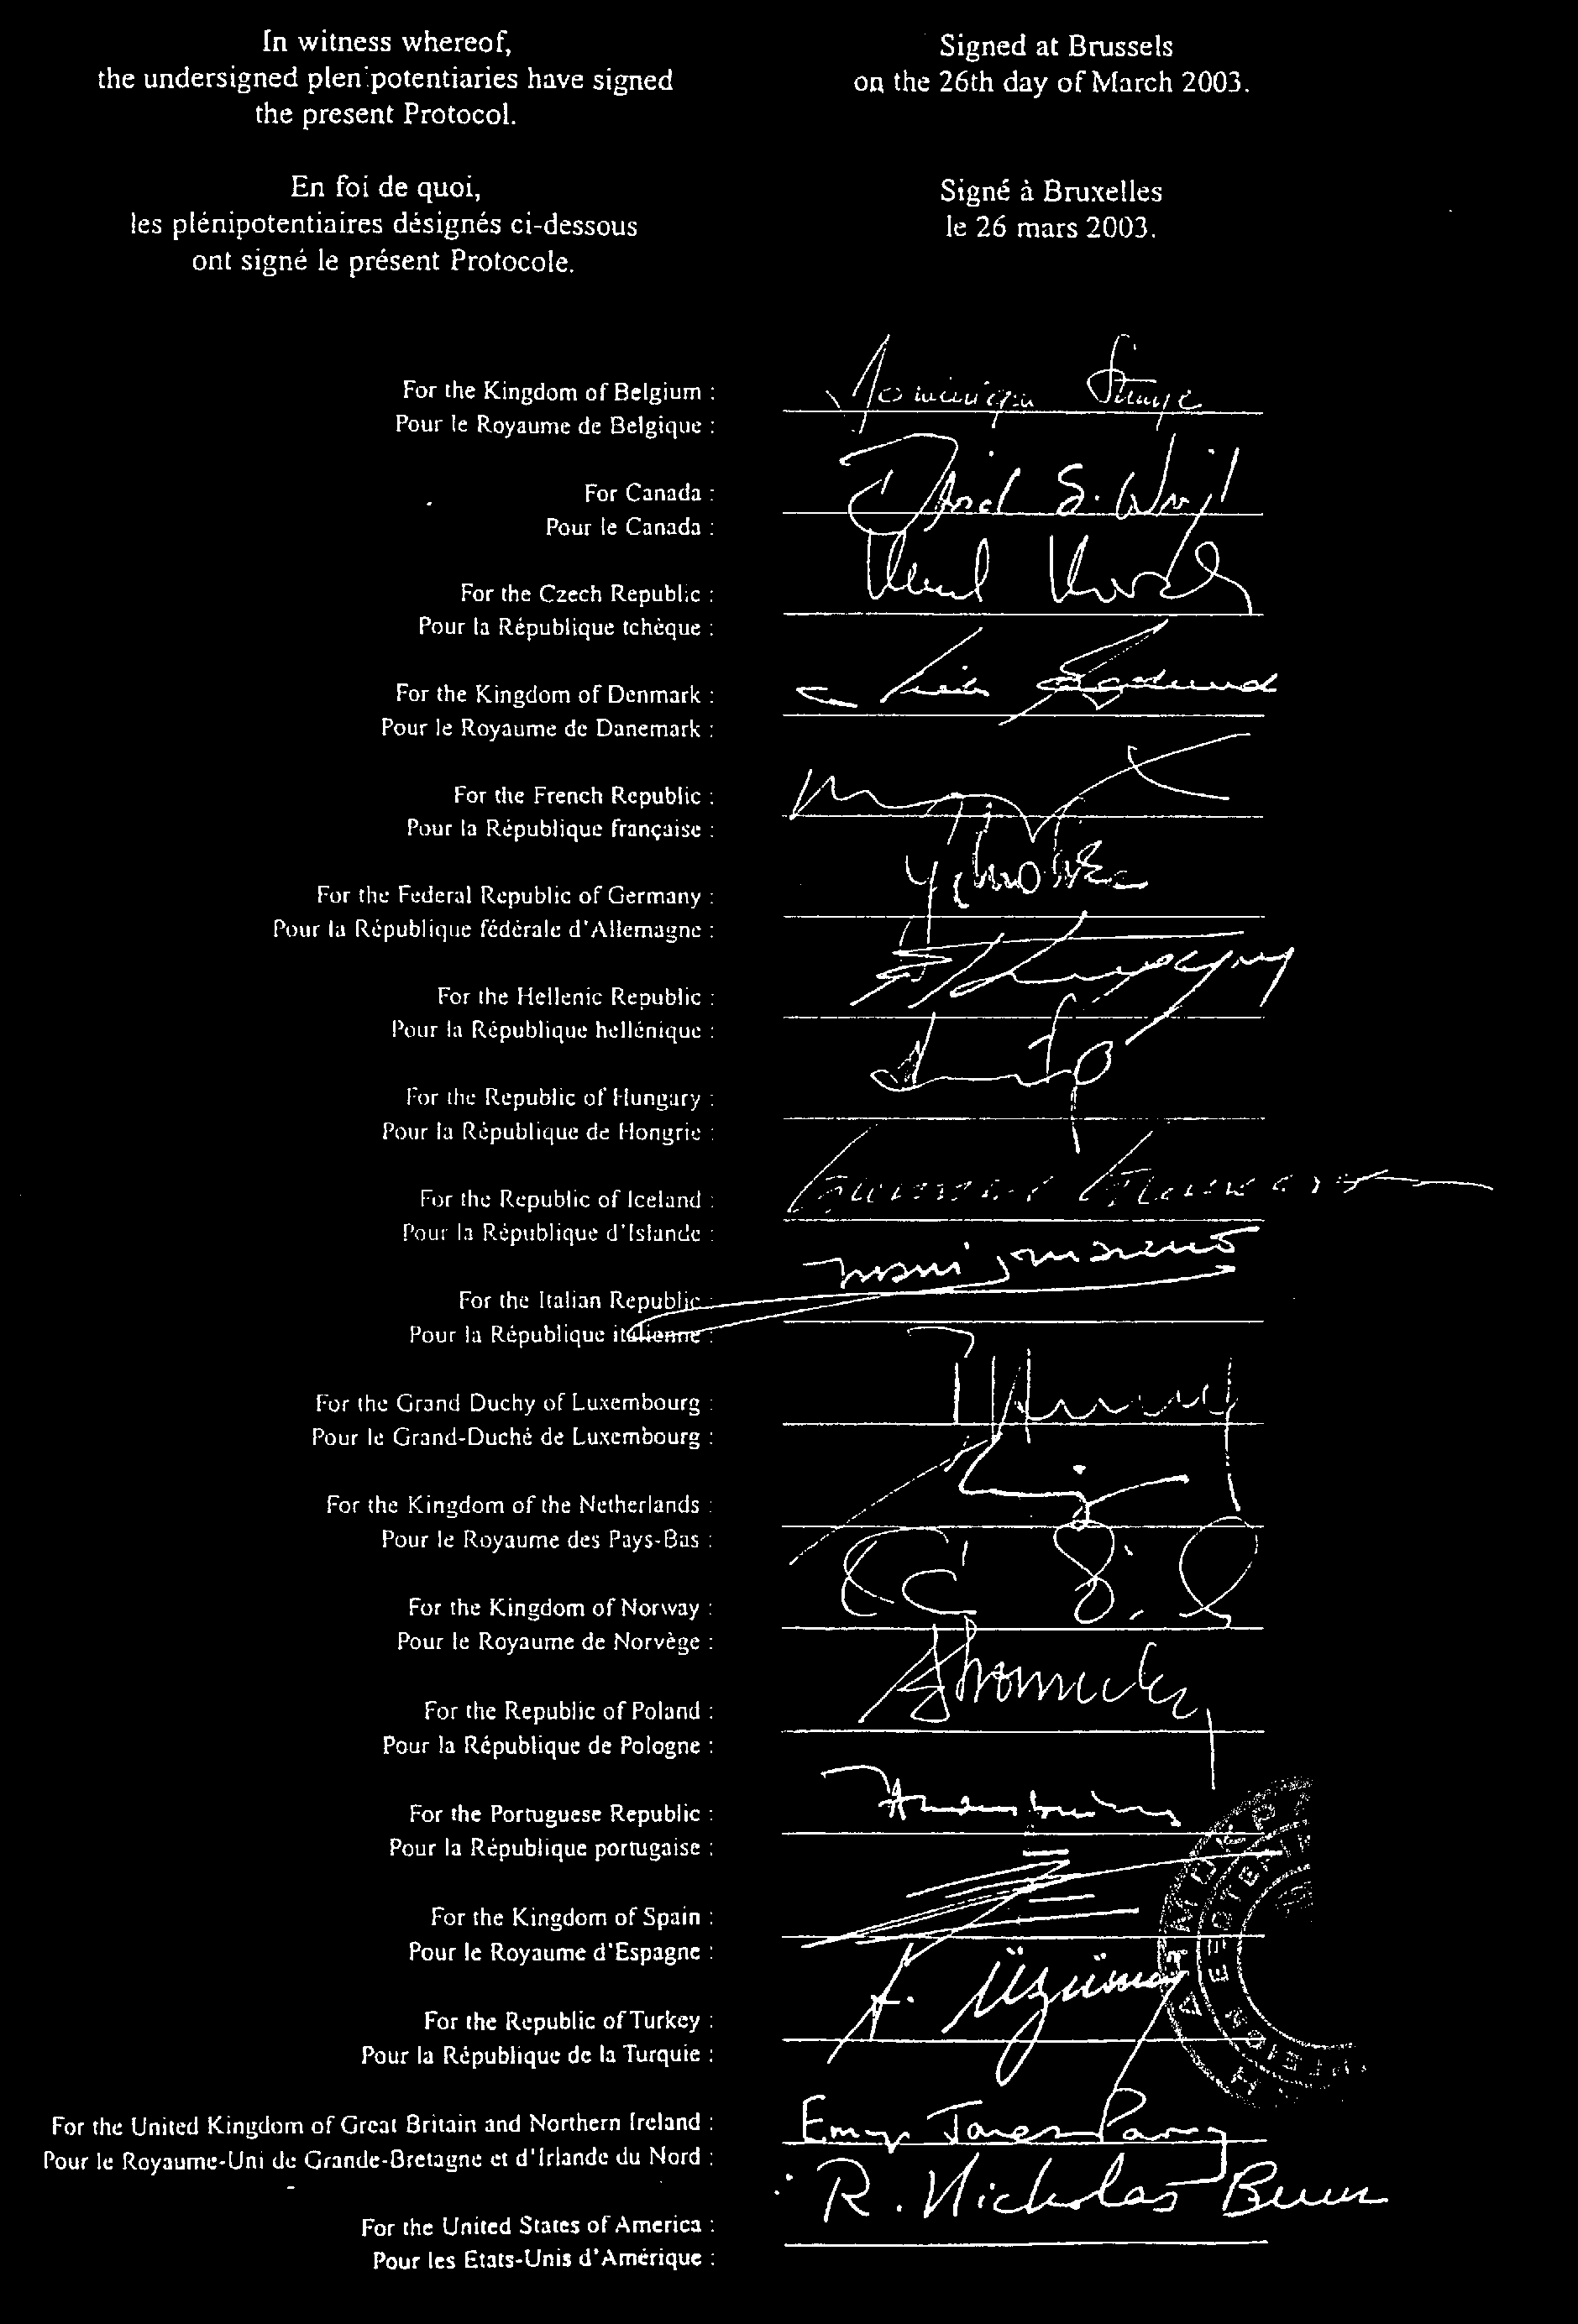 In witness whereof,
the undersigned plenipotentiaries have signed
the present Protocol.
Signed at Brussels
on the 26th day of March 2003.
En foi de quoi,
les plénipotentiaires désignés ci-dessous
ont signé le présent Protocole.
Signé à Bruxelles
le 26 mars 2003.
For the Kingdom of Belgium :
Pour le Royaume de Belgique :
Dominique Struye
For Canada :
Pour le Canada :
David S. Wright
For the Czech Republic :
Pour la République tchèque :
For the Kingdom of Denmark :
Pour le Royaume de Danemark :
For the French Republic :
Pour la République française :
For the Federal Republic of Germany :
Pour la République fédérale d'Allemagne :
For the Hellenic Republic :
Pour la République hellénique :
For the Republic of Hungary :
Pour la République de Hongrie :
For the Republic of Iceland :
Pour la République d'Islande :
Gunnar Gunnarsson
For the Italian Republic :
Pour la République italienne :
For the Grand Duchy of Luxembourg :
Pour le Grand-Duché de Luxembourg :
For the Kingdom of the Netherlands :
Pour le Royaume des Pays-Bas :
For the Kingdom of Norway :
Pour le Royaume de Norvège :
For the Republic of Poland :
Pour la République de Pologne :
For the Portuguese Republic :
Pour la République portugaise :
For the Kingdom of Spain :
Pour le Royaume d'Espagne :
For the Republic of Turkey :
Pour la République de la Turquie :
A. Üzümcü
For the United Kingdom of Great Britain and Northern Ireland :
Pour le Royaume-Uni de Grande-Bretagne et d'Irlande du Nord :
Emyr Jones Parry
R. Nicholas Burns
For the United States of America :
Pour les Etats-Unis d'Amérique :